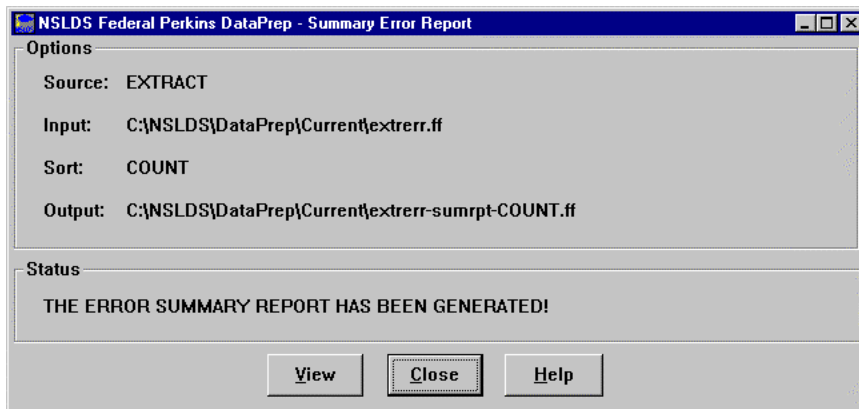 NSLDS Federal Perkins DataPrep - Summary Error Report
Options
Source: EXTRACT
Input: C:\NSLDS\DataPrep\Current\extrerr.ff
Sort: COUNT
Output: C:\NSLDS\DataPrep\Current\extrerr-sumrpt-COUNT.ff
Status
THE ERROR SUMMARY REPORT HAS BEEN GENERATED!
View Close Help